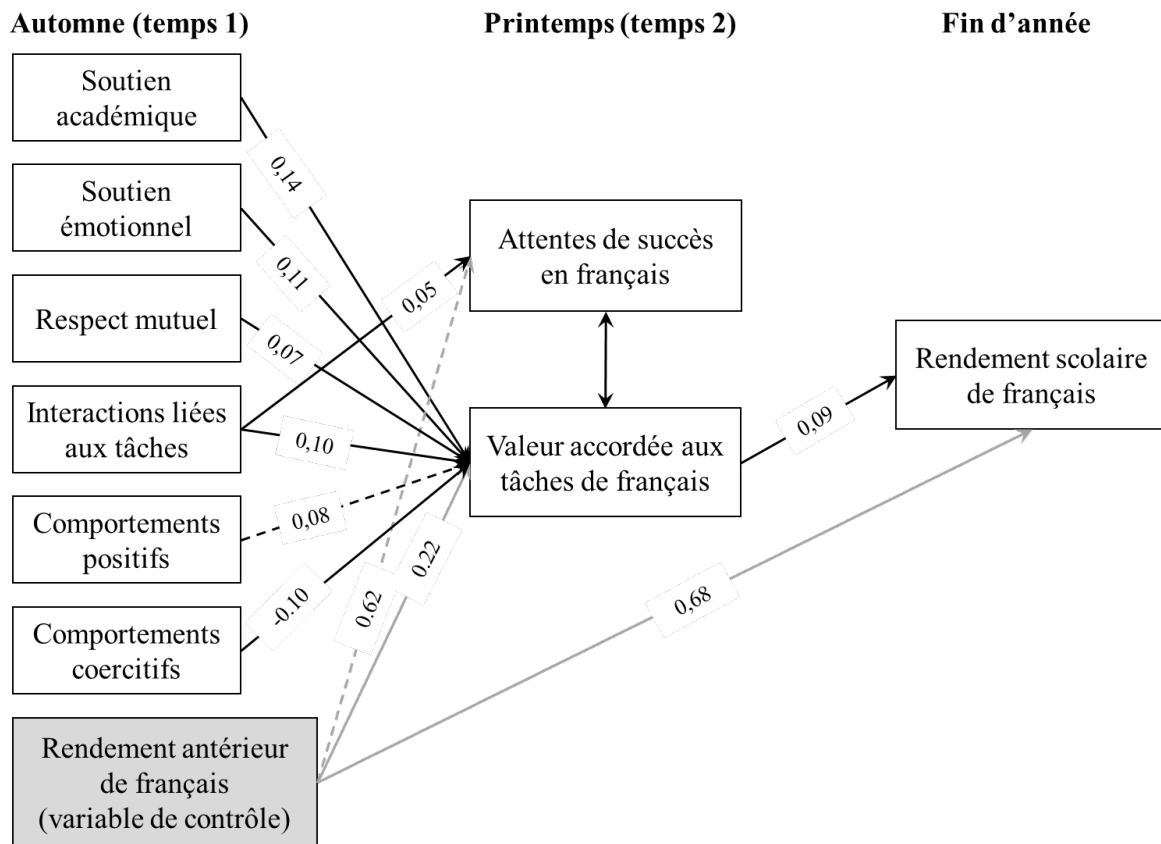 Automne (temps 1)
Printemps (temps 2)
Fin d’année
Soutien
académique
Soutien
émotionnel
Respect mutuel
Interactions liées
aux tâches
Comportements
positifs
Comportements
coercitifs
Rendement antérieur
de français
(variable de contrôle)
0,14
0,11
0,07
0,05
0,10
0,08
-0.10
0.62
0.22
Attentes de succès
en français
Valeur accordée aux
tâches de français
0,09
0,68
Rendement scolaire
de français